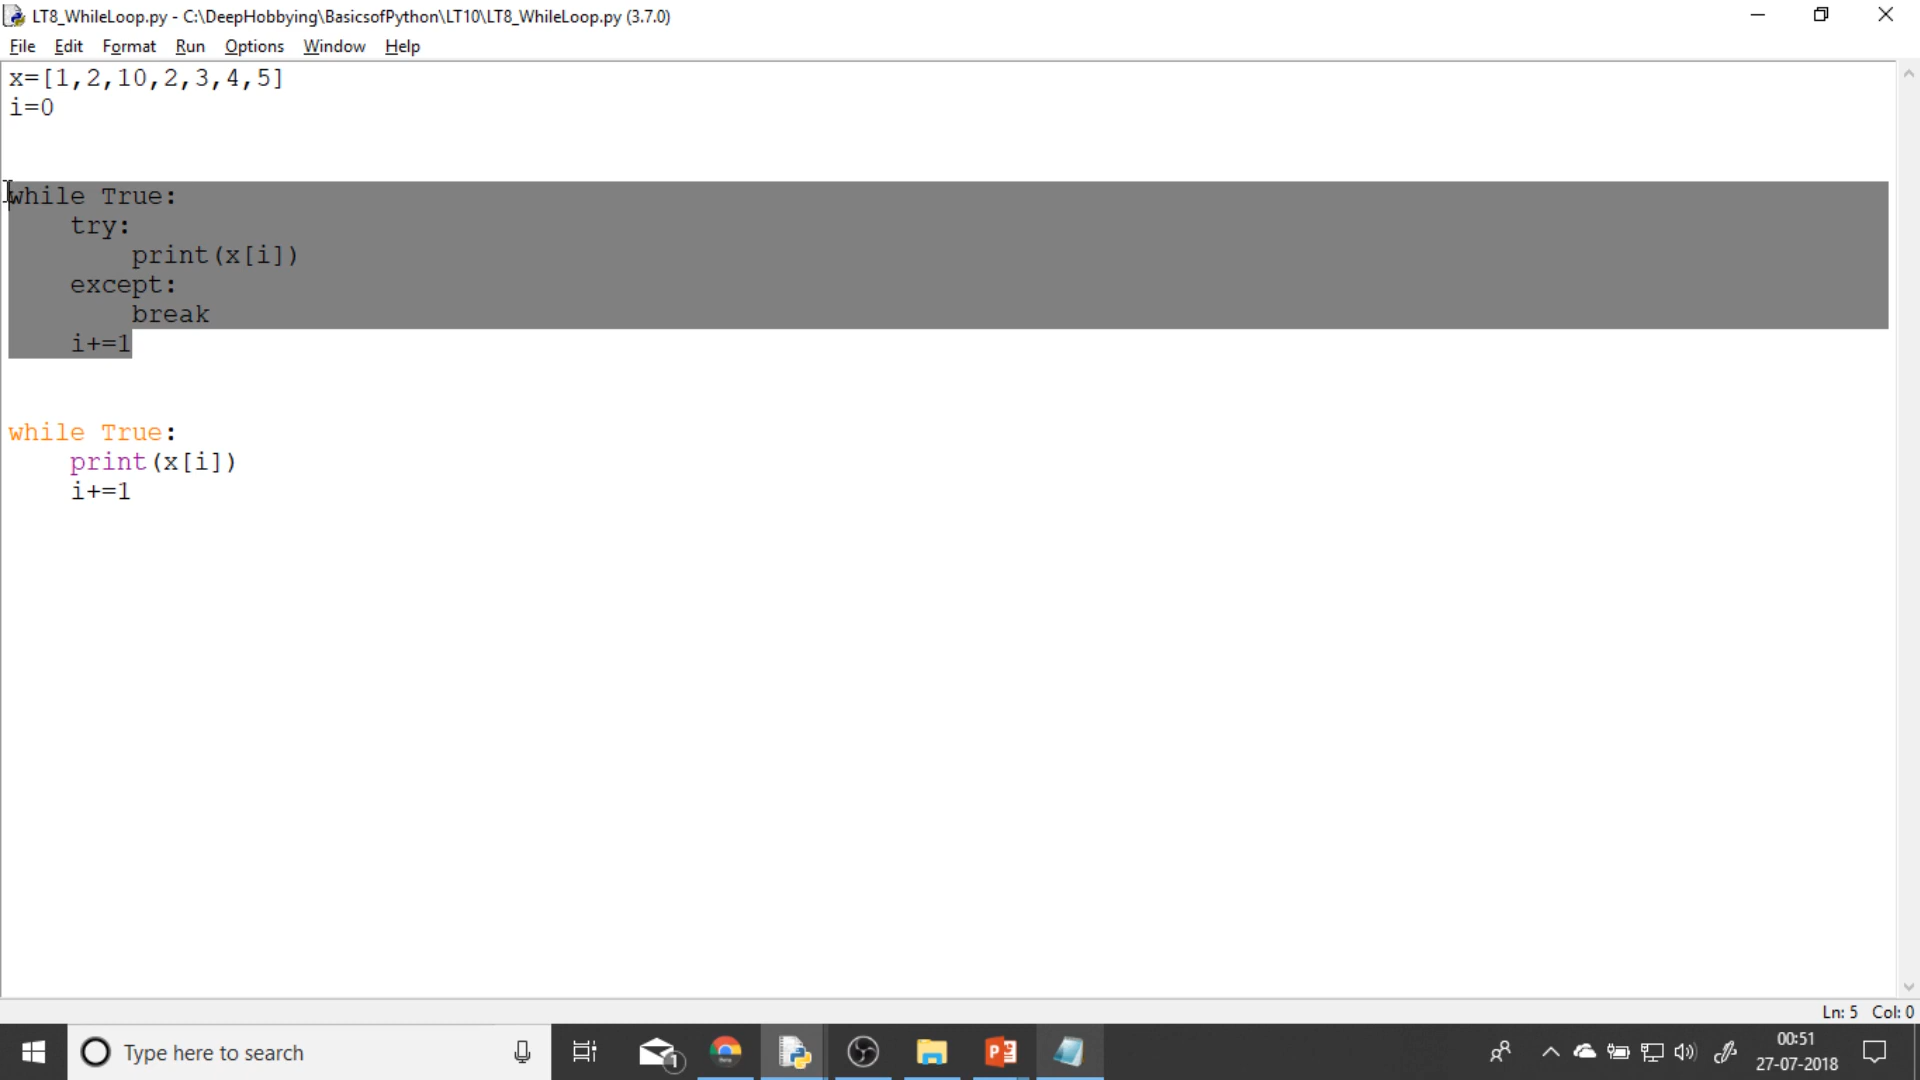 LT8_WhileLoop.py - C:\DeepHobbying\BasicsofPython\LT10\LT8_WhileLoop.py (3.7.0)
File Edit Format Run Options Window Help
x=[1,2,10,2,3,4,5]
i=0
while True:
    try:
        print(x[i])
    except:
        break
    i+=1
while True:
    print(x[i])
    i+=1
Ln: 5 Col: 0
Type here to search
1
00:51
27-07-2018